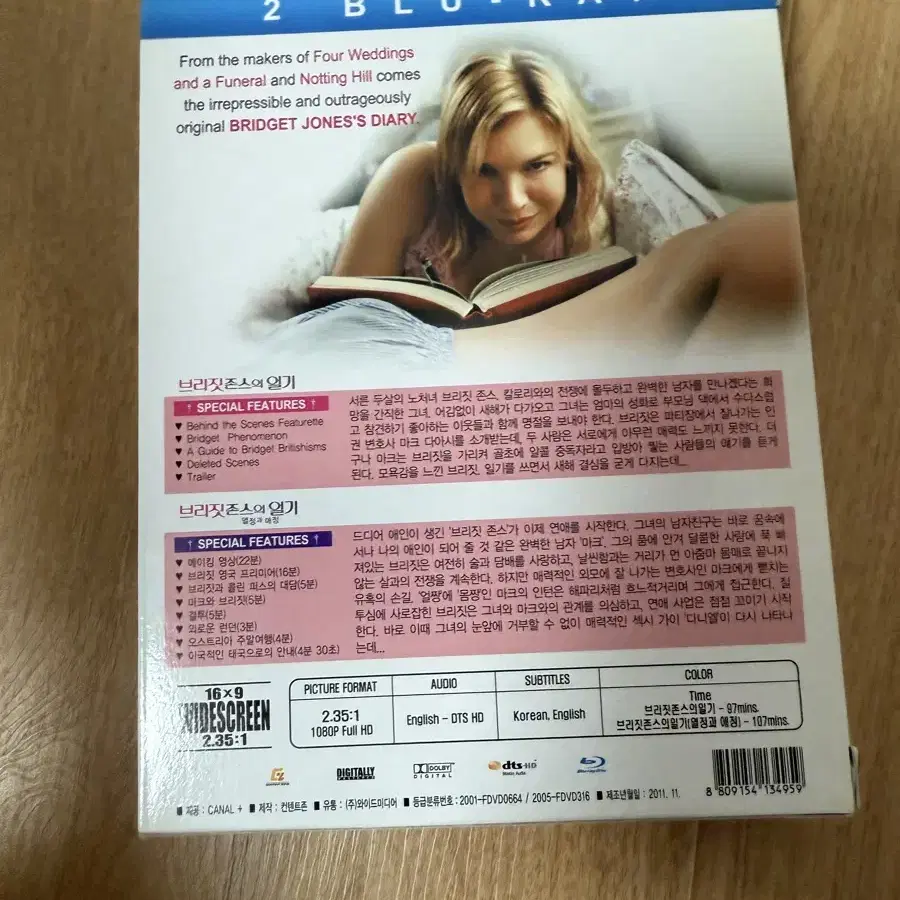 2 BLU-RAY
From the makers of Four Weddings
and a Funeral and Notting Hill comes
the irrepressible and outrageously
original BRIDGET JONES'S DIARY.
브리짓존스의 일기
† SPECIAL FEATURES †
♥ Behind the Scenes Featurette
♥ Bridget Phenomenon
♥ A Guide to Bridget Britishisms
♥ Deleted Scenes
♥ Trailer
서른 두살의 노처녀 브리짓 존스, 칼로리와의 전쟁에 몰두하고 완벽한 남자를 만나겠다는 희
망을 간직한 그녀. 어김없이 새해가 다가오고 그녀는 엄마의 성화로 부모님 댁에서 수다스럽
고 참견하기 좋아하는 이웃들과 함께 명절을 보내야 한다. 브리짓은 파티장에서 잘나가는 인
권 변호사 마크 다아시를 소개받는데, 두 사람은 서로에게 아무런 매력도 느끼지 못한다. 더
구나 마크는 브리짓을 가리켜 골초에 알콜 중독자라고 입방아 찧는 사람들의 얘기를 듣게
된다. 모욕감을 느낀 브리짓. 일기를 쓰면서 새해 결심을 굳게 다지는데...
브리짓존스의 일기
열정과 애정
† SPECIAL FEATURES †
♥ 메이킹 영상(22분)
♥ 브리짓 영국 프리미어(16분)
♥ 브리짓과 콜린 퍼스의 대담(5분)
♥ 마크와 브리짓(5분)
♥ 결투(5분)
♥ 외로운 런던(3분)
♥ 오스트리아 주말여행(4분)
♥ 이국적인 태국으로의 안내(4분 30초)
드디어 애인이 생긴 '브리짓 존스'가 이제 연애를 시작한다. 그녀의 남자친구는 바로 꿈속에
서나 나의 애인이 되어 줄 것 같은 완벽한 남자 '마크'. 그의 품에 안겨 달콤한 사랑에 푹 빠
져있는 브리짓은 여전히 술과 담배를 사랑하고, 날씬함과는 거리가 먼 아줌마 몸매로 끝나지
않는 살과의 전쟁을 계속한다. 하지만 매력적인 외모에 잘 나가는 변호사인 마크에게 뻗치는
유혹의 손길. '얼짱'에 '몸짱'인 마크의 인턴은 해파리처럼 흐느적거리며 그에게 접근한다. 질
투심에 사로잡힌 브리짓은 그녀와 마크와의 관계를 의심하고, 연애 사업은 점점 꼬이기 시작
한다. 바로 이때 그녀의 눈앞에 거부할 수 없이 매력적인 섹시 가이 '다니엘'이 다시 나타나
는데...
16×9
WIDESCREEN
2.35:1
PICTURE FORMAT
2.35:1
1080P Full HD
AUDIO
English - DTS HD
SUBTITLES
Korean, English
COLOR
Time
브리짓존스의일기 - 97mins.
브리짓존스의일기(열정과 애정) - 107mins.
DIGITALLY
DOLBY
DIGITAL
dts-HD
Master Audio
Blu-ray Disc
8 809154 134959
■ 제공 : CANAL + ■ 제작 : 컨텐트존 ■ 유통 : (주)와이드미디어 ■ 등급분류번호 : 2001-FDVD0664 / 2005-FDVD316 ■ 제조년월일 : 2011. 11.